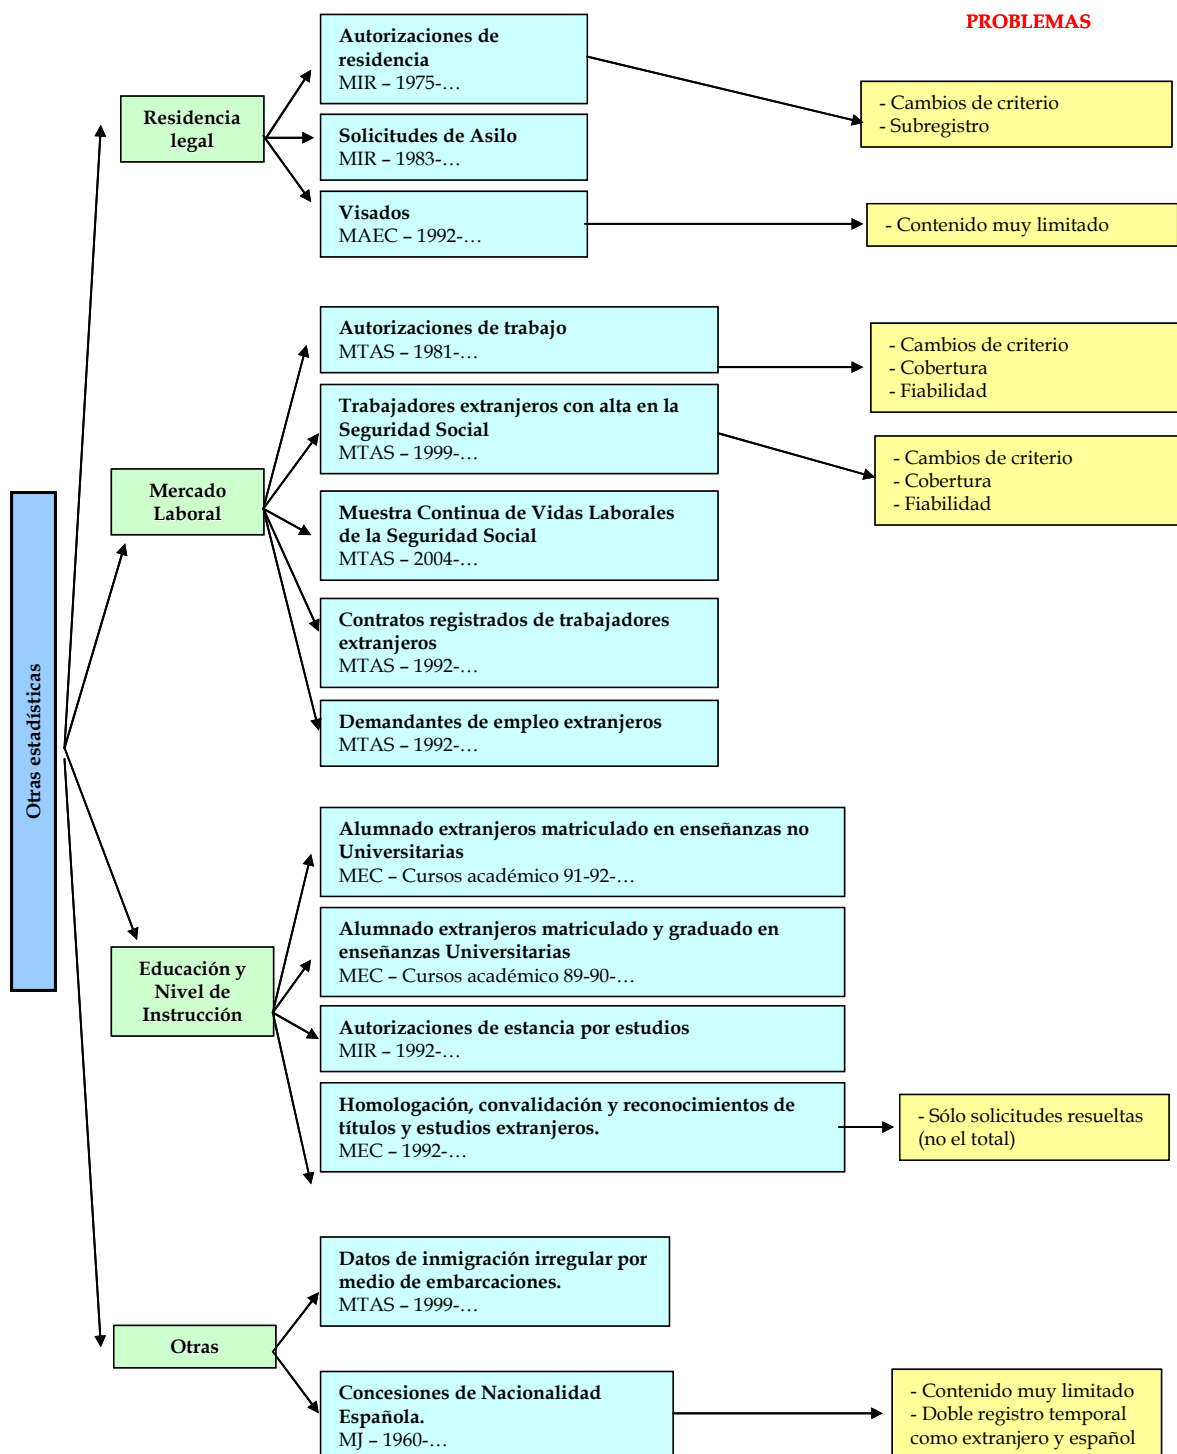 PROBLEMAS
Otras estadísticas
Residencia
legal
Autorizaciones de
residencia
MIR – 1975-…
- Cambios de criterio
- Subregistro
Solicitudes de Asilo
MIR – 1983-…
Visados
MAEC – 1992-…
- Contenido muy limitado
Mercado
Laboral
Autorizaciones de trabajo
MTAS – 1981-…
- Cambios de criterio
- Cobertura
- Fiabilidad
Trabajadores extranjeros con alta en la
Seguridad Social
MTAS – 1999-…
- Cambios de criterio
- Cobertura
- Fiabilidad
Muestra Continua de Vidas Laborales
de la Seguridad Social
MTAS – 2004-…
Contratos registrados de trabajadores
extranjeros
MTAS – 1992-…
Demandantes de empleo extranjeros
MTAS – 1992-…
Educación y
Nivel de
Instrucción
Alumnado extranjeros matriculado en enseñanzas no
Universitarias
MEC – Cursos académico 91-92-…
Alumnado extranjeros matriculado y graduado en
enseñanzas Universitarias
MEC – Cursos académico 89-90-…
Autorizaciones de estancia por estudios
MIR – 1992-…
Homologación, convalidación y reconocimientos de
títulos y estudios extranjeros.
MEC – 1992-…
- Sólo solicitudes resueltas
(no el total)
Otras
Datos de inmigración irregular por
medio de embarcaciones.
MTAS – 1999-…
Concesiones de Nacionalidad
Española.
MJ – 1960-…
- Contenido muy limitado
- Doble registro temporal
como extranjero y español